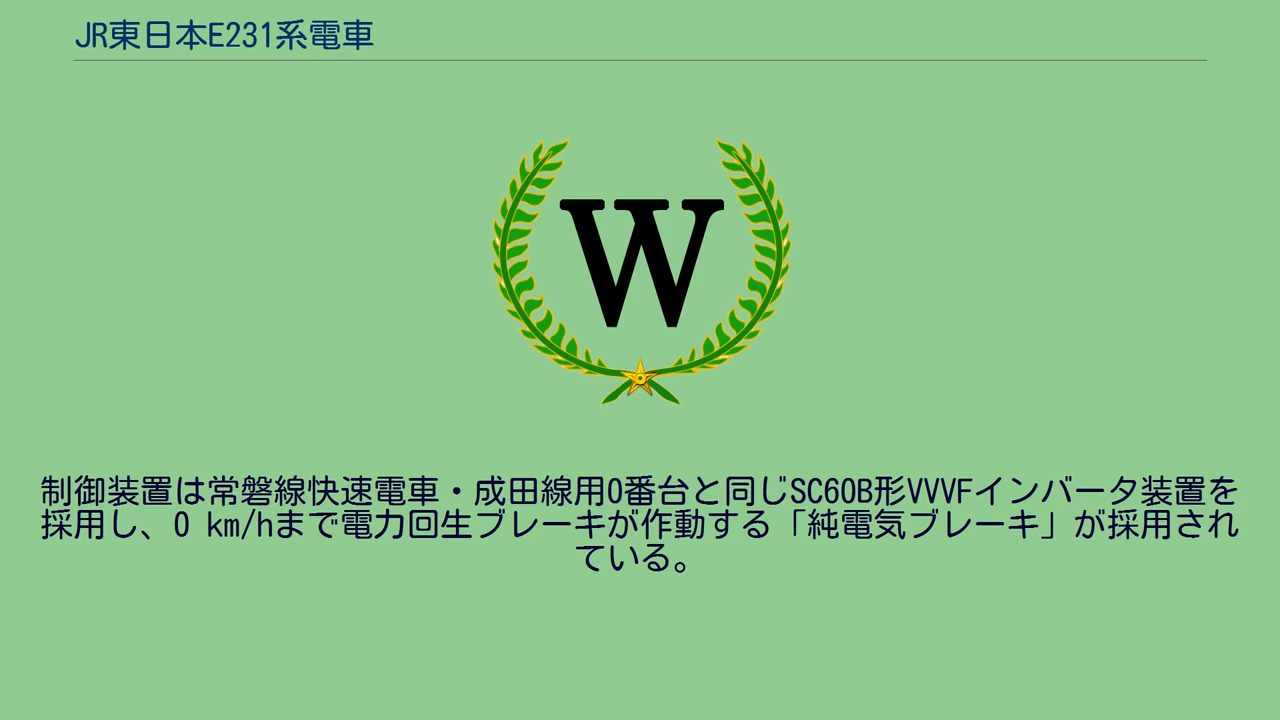 JR東日本E231系電車
W
制御装置は常磐線快速電車・成田線用0番台と同じSC60B形VVVFインバータ装置を
採用し、0 km/hまで電力回生ブレーキが作動する「純電気ブレーキ」が採用され
ている。